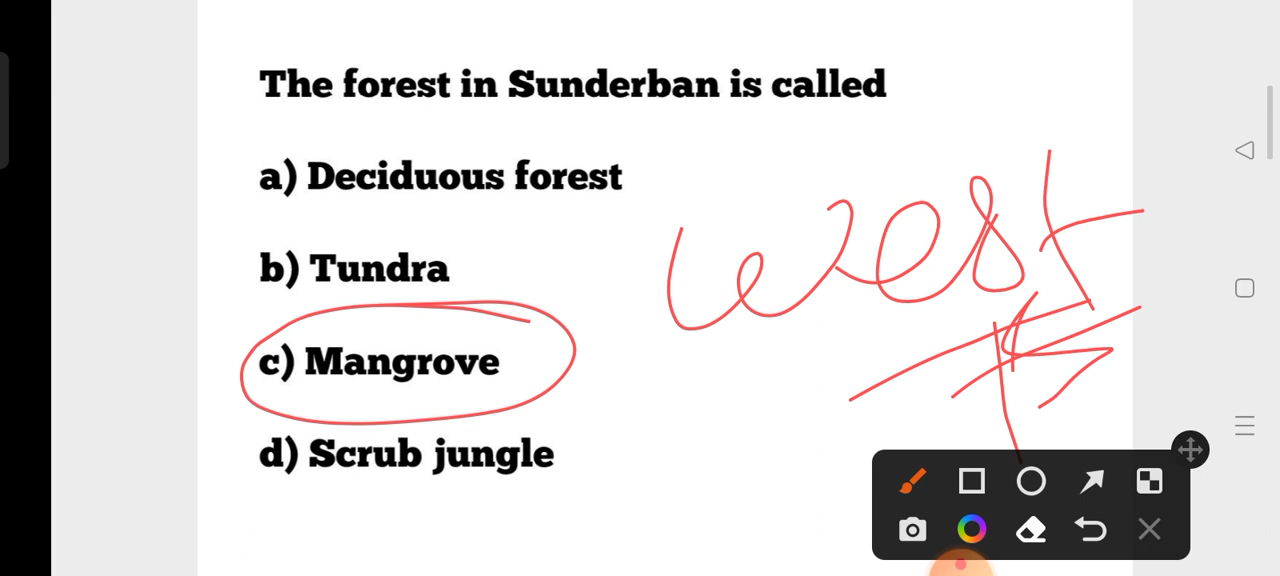 The forest in Sunderban is called
a) Deciduous forest
west
b) Tundra
c) Mangrove
d) Scrub jungle